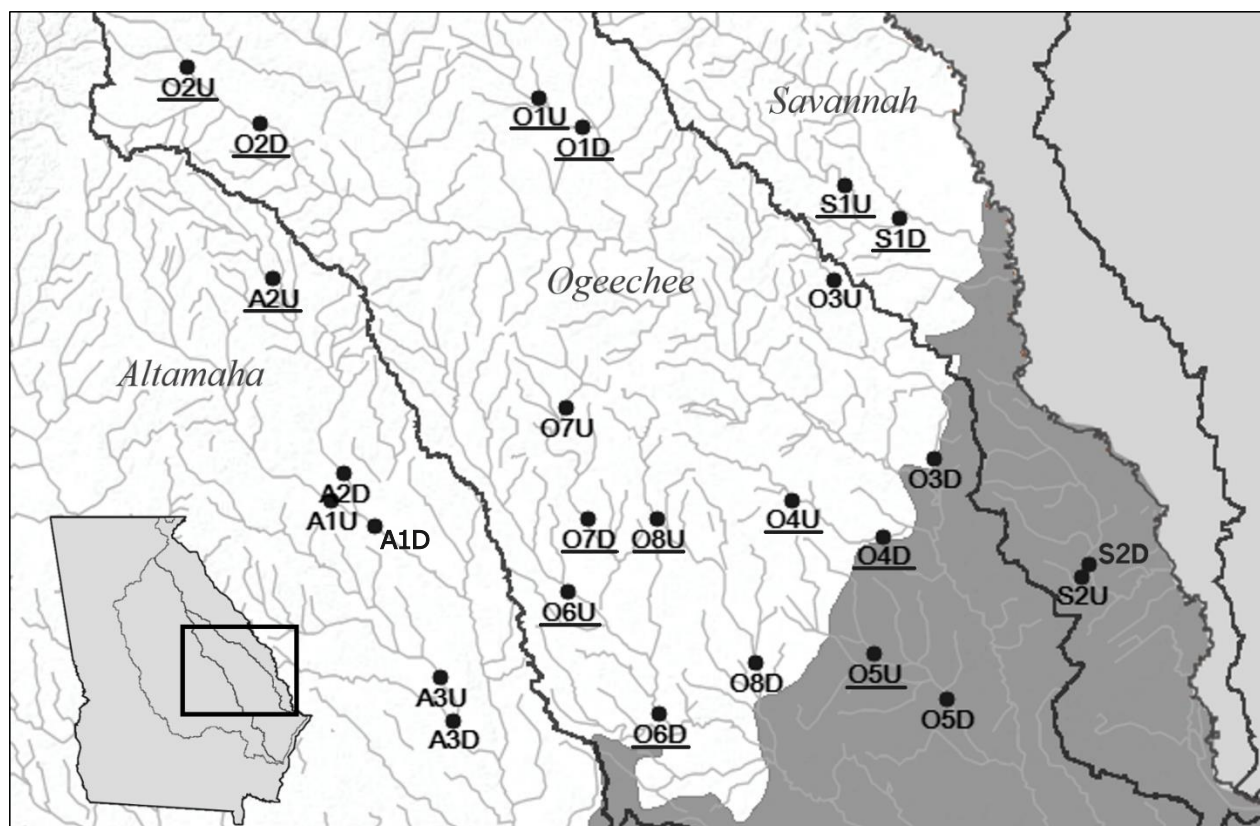 O2U
O1U
Savannah
O2D
O1D
S1U
S1D
A2U
Ogeechee
O3U
Altamaha
O7U
O3D
A2D
A1U
O4U
A1D
O7D
O8U
O4D
S2D
S2U
O6U
O5U
O8D
A3U
O5D
A3D
O6D